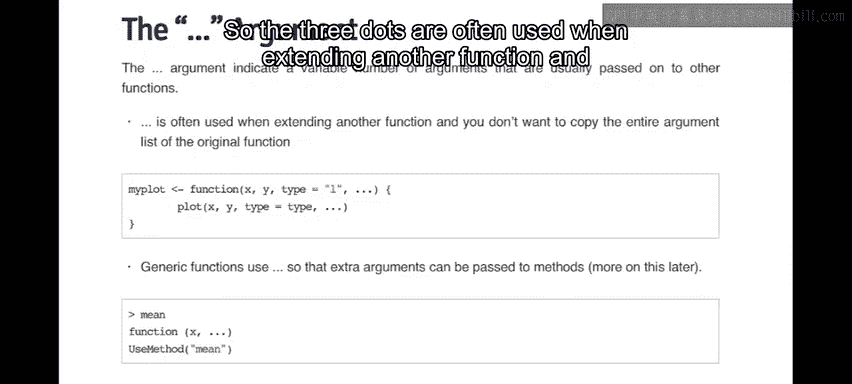 The "..." Argument
So the three dots are often used when
extending another function and
The ... argument indicate a variable number of arguments that are usually passed on to other
functions.
· ... is often used when extending another function and you don't want to copy the entire argument
list of the original function
myplot <- function(x, y, type = "l", ...) {
plot(x, y, type = type, ...)
}
· Generic functions use ... so that extra arguments can be passed to methods (more on this later).
> mean
function (x, ...)
UseMethod("mean")